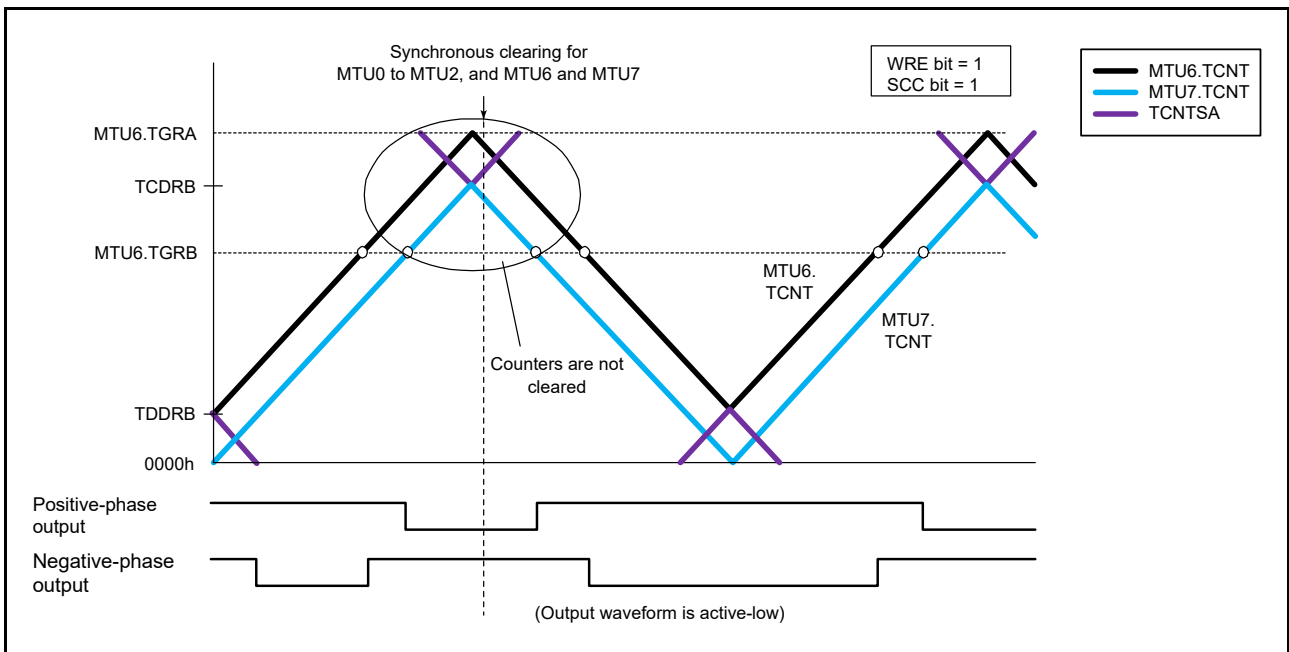 Synchronous clearing for
MTU0 to MTU2, and MTU6 and MTU7
WRE bit = 1
SCC bit = 1
MTU6.TCNT
MTU7.TCNT
TCNTSA
MTU6.TGRA
TCDRB
MTU6.TGRB
MTU6.
TCNT
MTU7.
TCNT
Counters are not
cleared
TDDRB
0000h
Positive-phase
output
Negative-phase
output
(Output waveform is active-low)